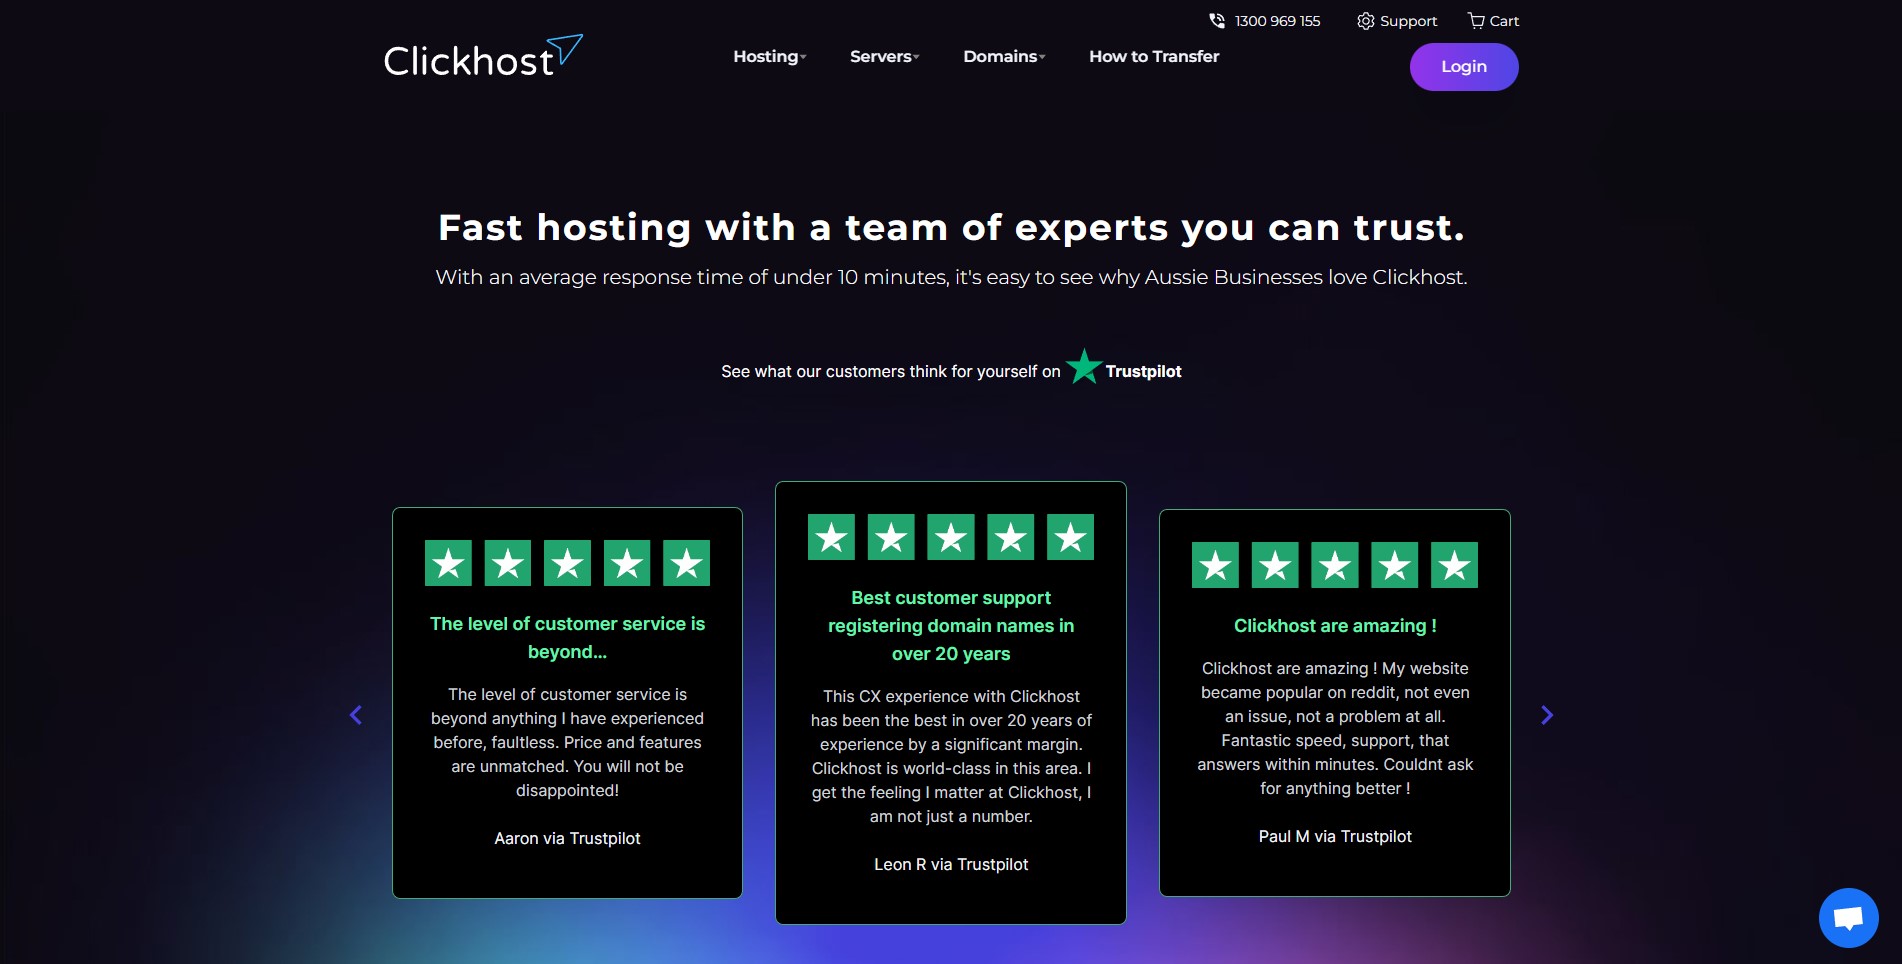 1300 969 155
Support
Cart
Clickhost
Hosting
Servers
Domains
How to Transfer
Login
Fast hosting with a team of experts you can trust.
With an average response time of under 10 minutes, it's easy to see why Aussie Businesses love Clickhost.
See what our customers think for yourself on Trustpilot
The level of customer service is
beyond...
The level of customer service is
beyond anything I have experienced
before, faultless. Price and features
are unmatched. You will not be
disappointed!
Aaron via Trustpilot
Best customer support
registering domain names in
over 20 years
This CX experience with Clickhost
has been the best in over 20 years of
experience by a significant margin.
Clickhost is world-class in this area. I
get the feeling I matter at Clickhost, I
am not just a number.
Leon R via Trustpilot
Clickhost are amazing !
Clickhost are amazing ! My website
became popular on reddit, not even
an issue, not a problem at all.
Fantastic speed, support, that
answers within minutes. Couldnt ask
for anything better !
Paul M via Trustpilot